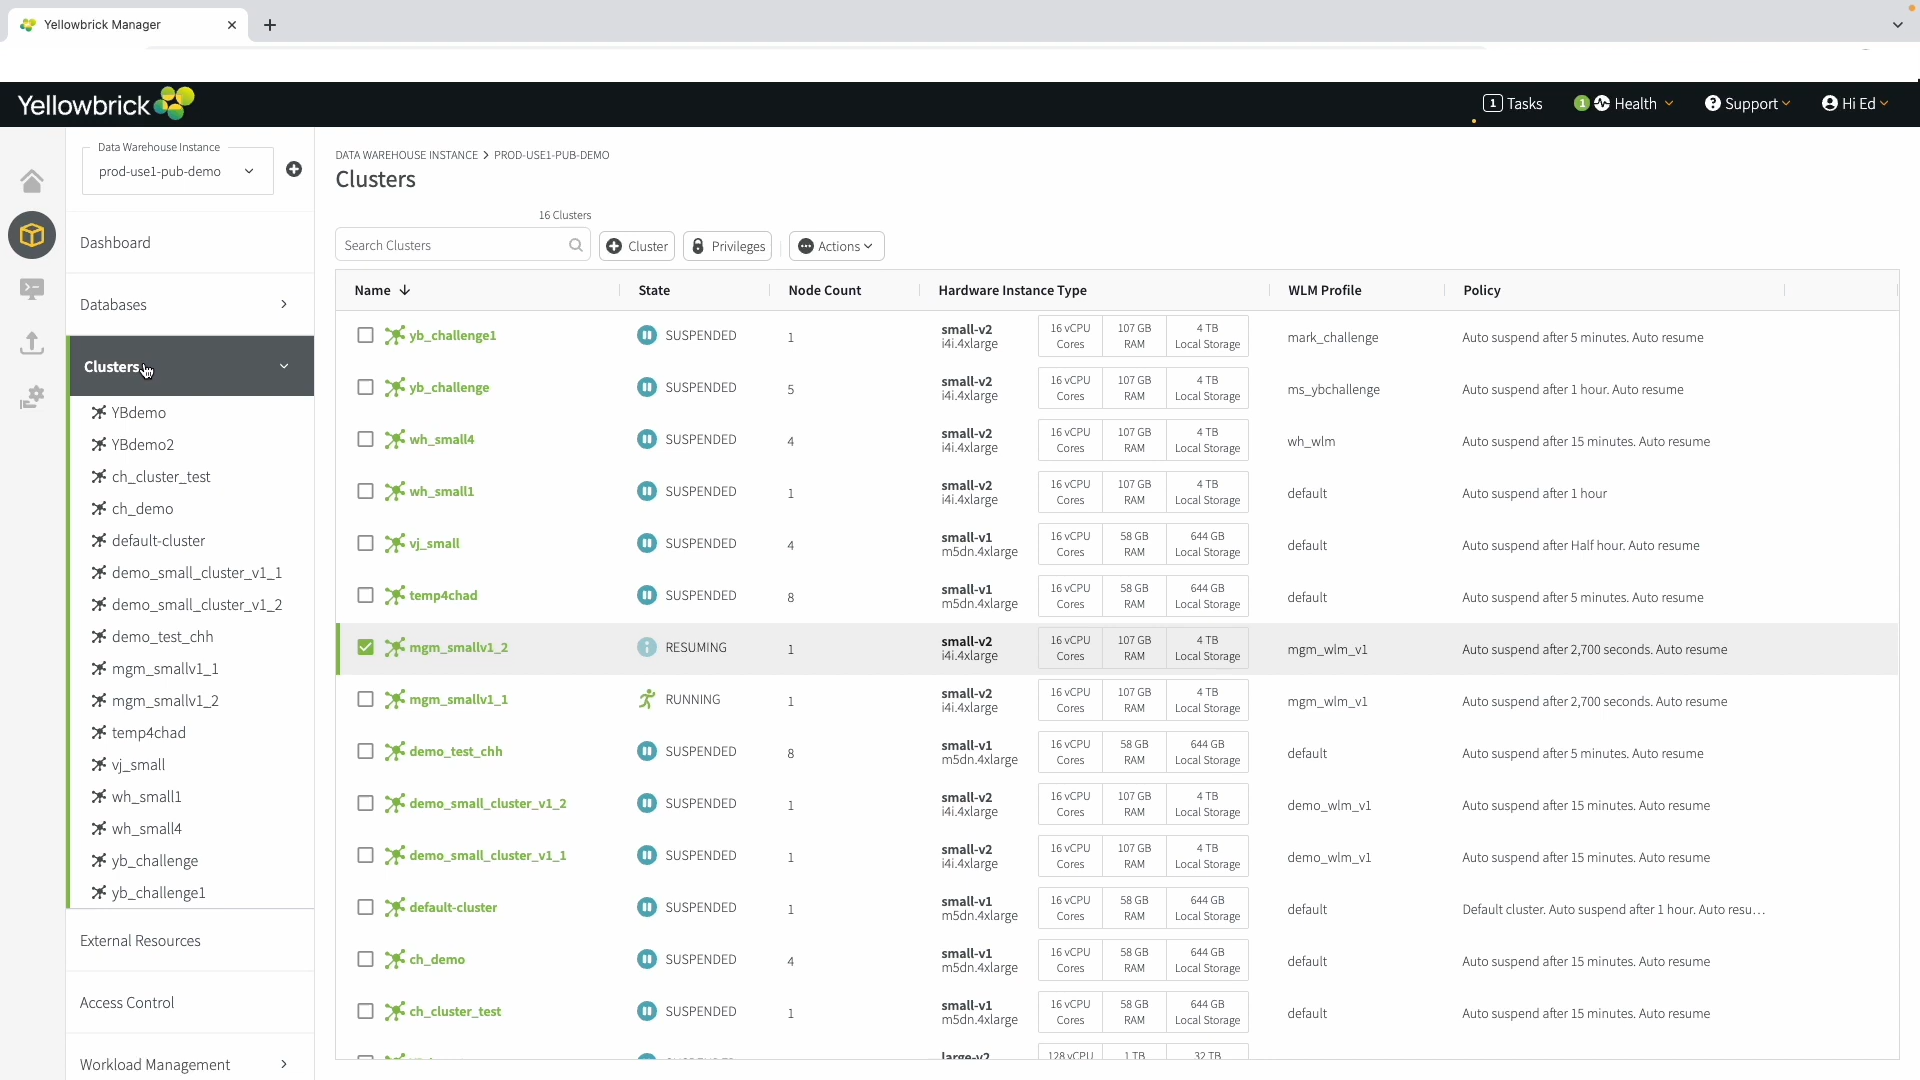 Yellowbrick Manager
Yellowbrick
1 Tasks
1 Health
Support
Hi Ed
Data Warehouse Instance
prod-use1-pub-demo
Dashboard
Databases
Clusters
YBdemo
YBdemo2
ch_cluster_test
ch_demo
default-cluster
demo_small_cluster_v1_1
demo_small_cluster_v1_2
demo_test_chh
mgm_smallv1_1
mgm_smallv1_2
temp4chad
vj_small
wh_small1
wh_small4
yb_challenge
yb_challenge1
External Resources
Access Control
Workload Management
DATA WAREHOUSE INSTANCE > PROD-USE1-PUB-DEMO
Clusters
16 Clusters
Search Clusters
Cluster
Privileges
Actions
Name State Node Count Hardware Instance Type WLM Profile Policy
yb_challenge1 SUSPENDED 1 small-v2 i4i.4xlarge 16 vCPU Cores 107 GB RAM 4 TB Local Storage mark_challenge Auto suspend after 5 minutes. Auto resume
yb_challenge SUSPENDED 5 small-v2 i4i.4xlarge 16 vCPU Cores 107 GB RAM 4 TB Local Storage ms_ybchallenge Auto suspend after 1 hour. Auto resume
wh_small4 SUSPENDED 4 small-v2 i4i.4xlarge 16 vCPU Cores 107 GB RAM 4 TB Local Storage wh_wlm Auto suspend after 15 minutes. Auto resume
wh_small1 SUSPENDED 1 small-v2 i4i.4xlarge 16 vCPU Cores 107 GB RAM 4 TB Local Storage default Auto suspend after 1 hour
vj_small SUSPENDED 4 small-v1 m5dn.4xlarge 16 vCPU Cores 58 GB RAM 644 GB Local Storage default Auto suspend after Half hour. Auto resume
temp4chad SUSPENDED 8 small-v1 m5dn.4xlarge 16 vCPU Cores 58 GB RAM 644 GB Local Storage default Auto suspend after 5 minutes. Auto resume
mgm_smallv1_2 RESUMING 1 small-v2 i4i.4xlarge 16 vCPU Cores 107 GB RAM 4 TB Local Storage mgm_wlm_v1 Auto suspend after 2,700 seconds. Auto resume
mgm_smallv1_1 RUNNING 1 small-v2 i4i.4xlarge 16 vCPU Cores 107 GB RAM 4 TB Local Storage mgm_wlm_v1 Auto suspend after 2,700 seconds. Auto resume
demo_test_chh SUSPENDED 8 small-v1 m5dn.4xlarge 16 vCPU Cores 58 GB RAM 644 GB Local Storage default Auto suspend after 5 minutes. Auto resume
demo_small_cluster_v1_2 SUSPENDED 1 small-v2 i4i.4xlarge 16 vCPU Cores 107 GB RAM 4 TB Local Storage demo_wlm_v1 Auto suspend after 15 minutes. Auto resume
demo_small_cluster_v1_1 SUSPENDED 1 small-v2 i4i.4xlarge 16 vCPU Cores 107 GB RAM 4 TB Local Storage demo_wlm_v1 Auto suspend after 15 minutes. Auto resume
default-cluster SUSPENDED 1 small-v1 m5dn.4xlarge 16 vCPU Cores 58 GB RAM 644 GB Local Storage default Default cluster. Auto suspend after 1 hour. Auto resu…
ch_demo SUSPENDED 4 small-v1 m5dn.4xlarge 16 vCPU Cores 58 GB RAM 644 GB Local Storage default Auto suspend after 15 minutes. Auto resume
ch_cluster_test SUSPENDED 1 small-v1 m5dn.4xlarge 16 vCPU Cores 58 GB RAM 644 GB Local Storage default Auto suspend after 15 minutes. Auto resume
large-v2 128 vCPU 1 TB 32 TB